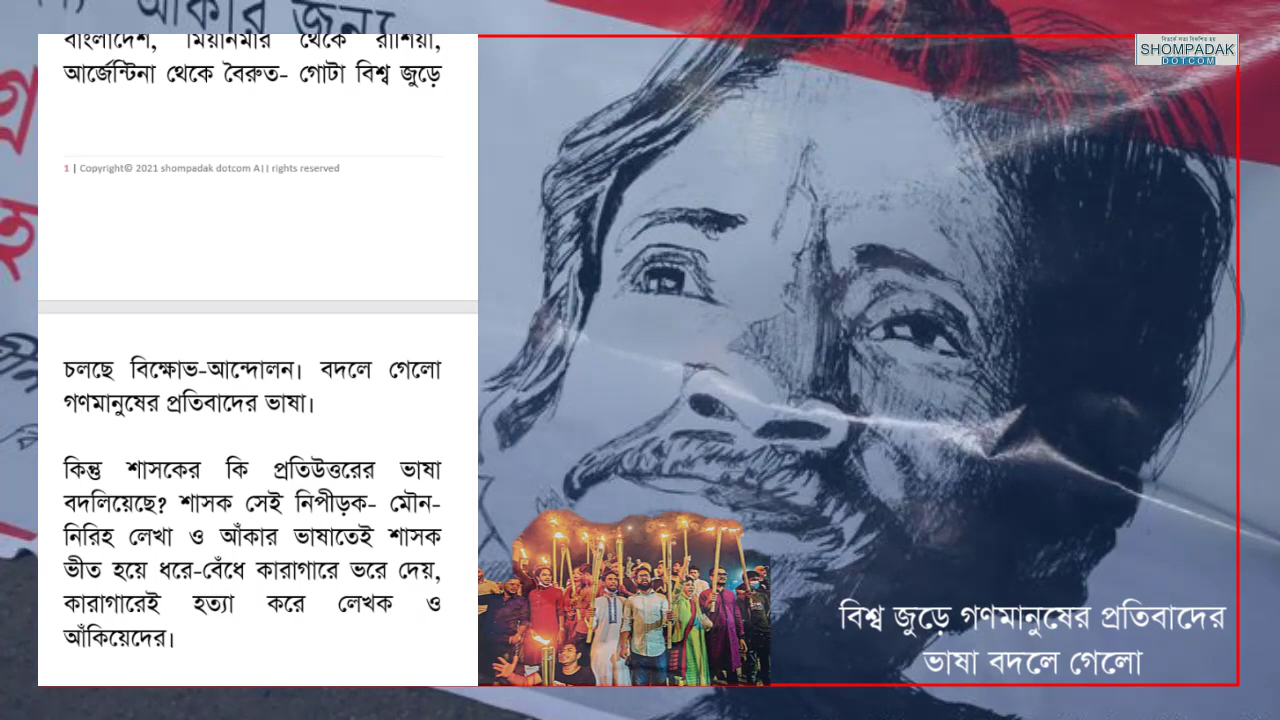 আঁকার জন্য
বাংলাদেশ, মিয়ানমার থেকে রাশিয়া,
আর্জেন্টিনা থেকে বৈরুত- গোটা বিশ্ব জুড়ে
1 | Copyright© 2021 shompadak dotcom All rights reserved
চলছে বিক্ষোভ-আন্দোলন। বদলে গেলো
গণমানুষের প্রতিবাদের ভাষা।
কিন্তু শাসকের কি প্রতিউত্তরের ভাষা
বদলিয়েছে? শাসক সেই নিপীড়ক- মৌন-
নিরিহ লেখা ও আঁকার ভাষাতেই শাসক
ভীত হয়ে ধরে-বেঁধে কারাগারে ভরে দেয়,
কারাগারেই হত্যা করে লেখক ও
আঁকিয়েদের।
SHOMPADAK
DOTCOM
বিশ্ব জুড়ে গণমানুষের প্রতিবাদের
ভাষা বদলে গেলো